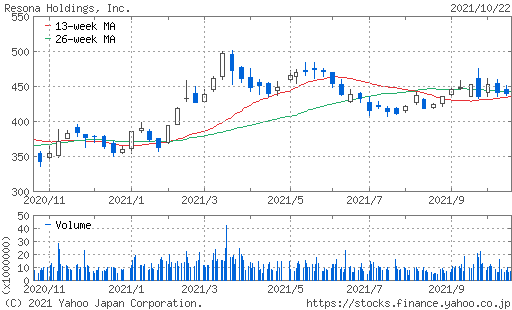 Resona Holdings, Inc. 2021/10/22
13-week MA
26-week MA
550
500
450
400
350
300
2020/11 2021/1 2021/3 2021/5 2021/7 2021/9
Volume
50
40
30
20
10
0
(x1000000)
2020/11 2021/1 2021/3 2021/5 2021/7 2021/9
(C) 2021 Yahoo Japan Corporation. https://stocks.finance.yahoo.co.jp/